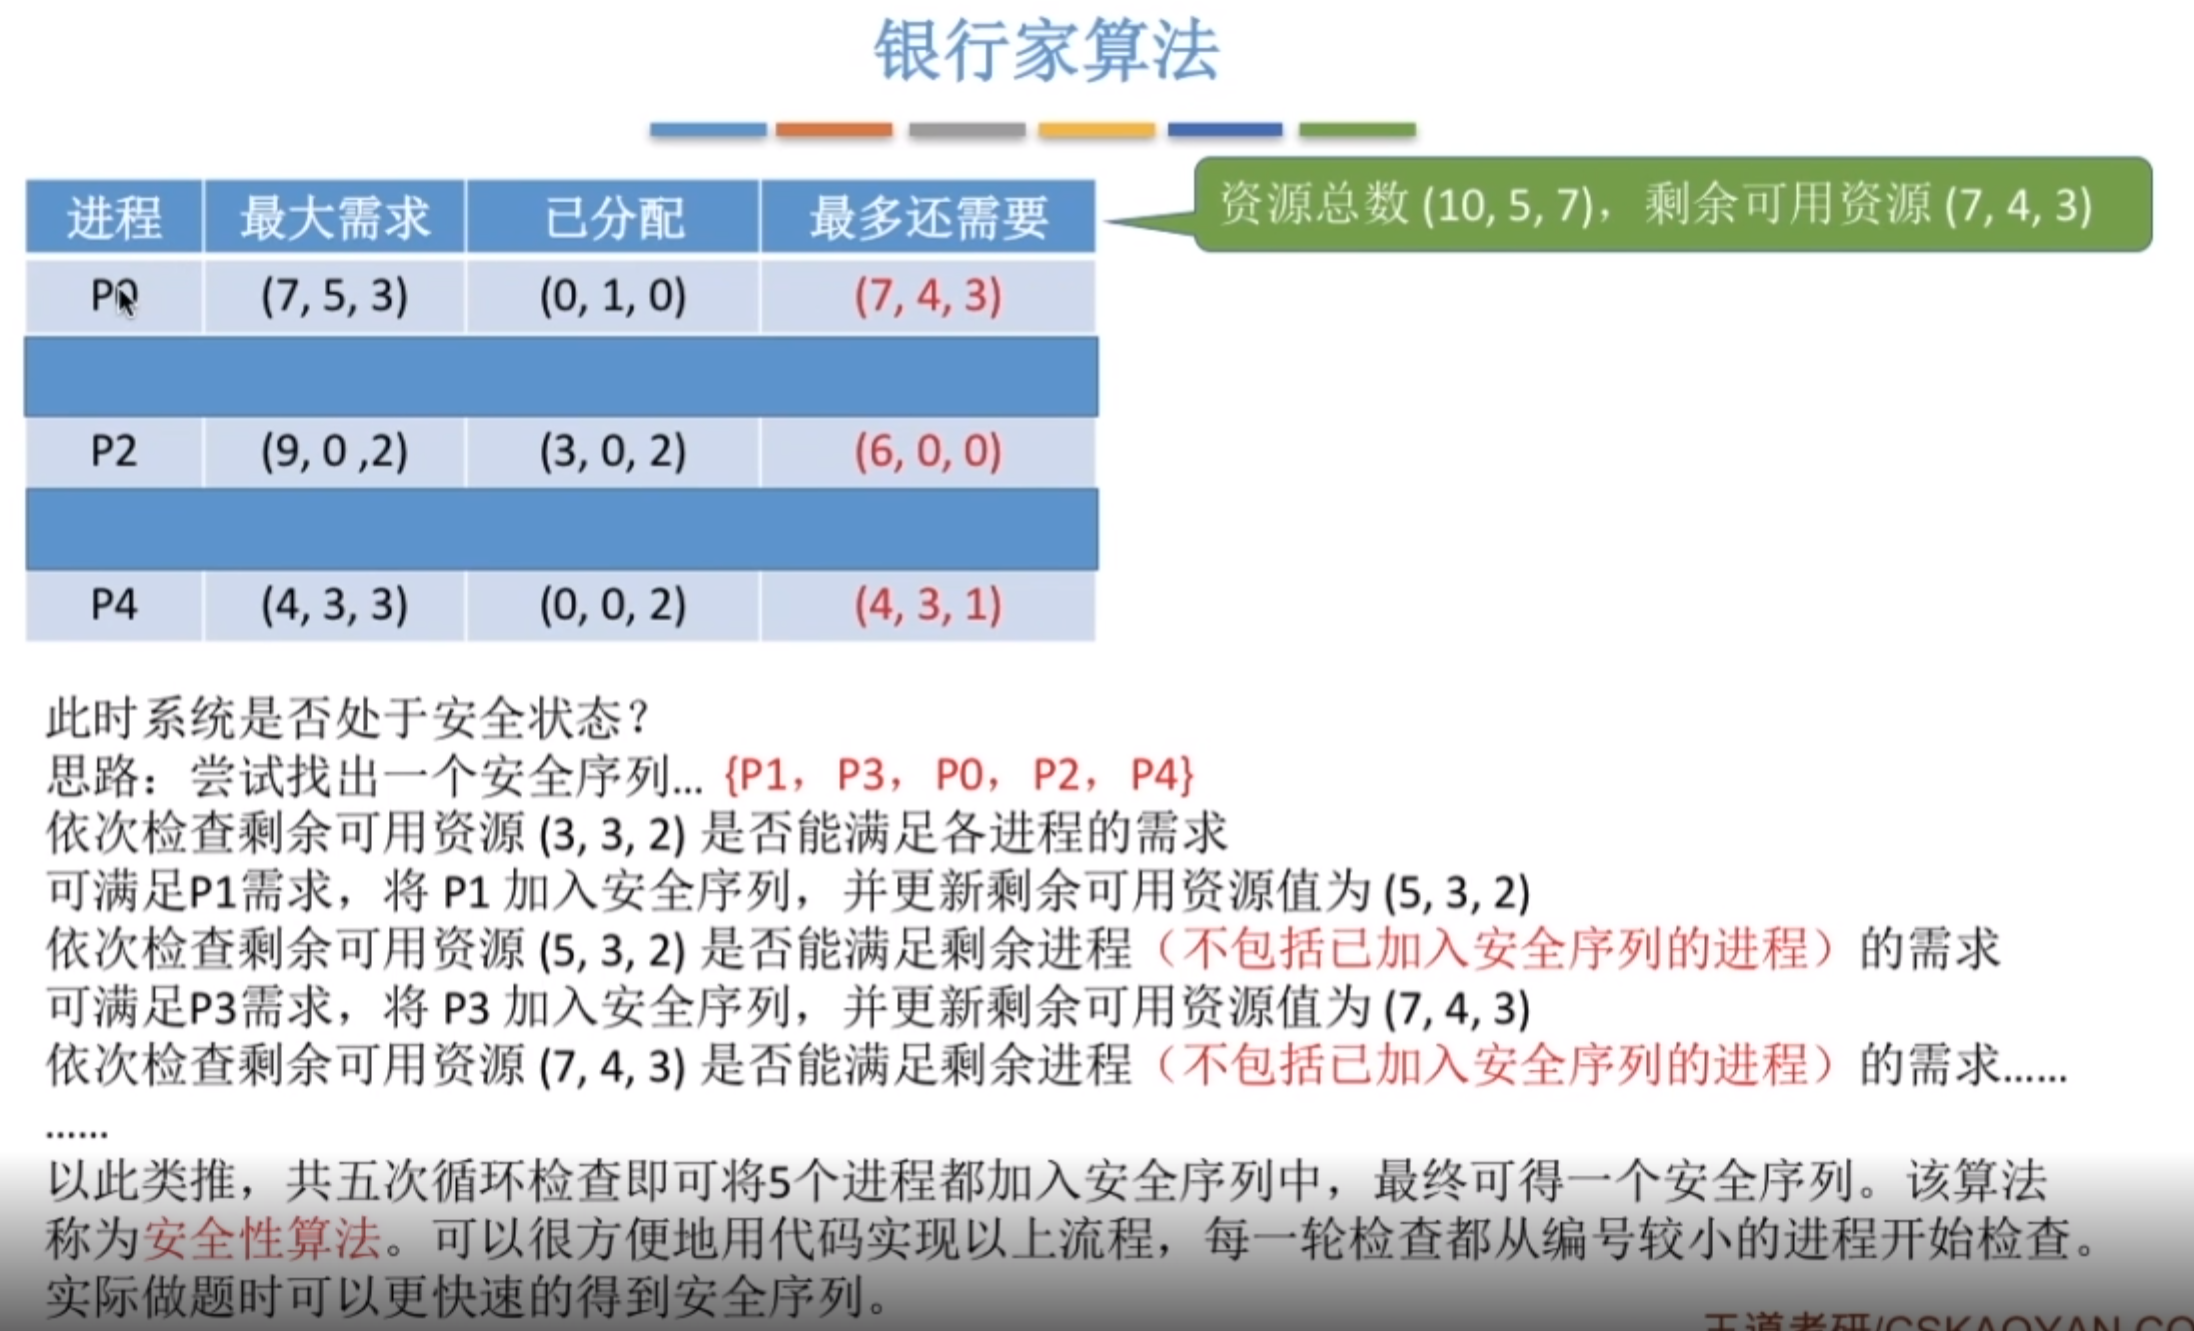 银行家算法
资源总数 (10, 5, 7)，剩余可用资源 (7, 4, 3)
进程 最大需求 已分配 最多还需要
P0 (7, 5, 3) (0, 1, 0) (7, 4, 3)
P2 (9, 0 ,2) (3, 0, 2) (6, 0, 0)
P4 (4, 3, 3) (0, 0, 2) (4, 3, 1)
此时系统是否处于安全状态？
思路：尝试找出一个安全序列... {P1，P3，P0，P2，P4}
依次检查剩余可用资源 (3, 3, 2) 是否能满足各进程的需求
可满足P1需求，将 P1 加入安全序列，并更新剩余可用资源值为 (5, 3, 2)
依次检查剩余可用资源 (5, 3, 2) 是否能满足剩余进程（不包括已加入安全序列的进程）的需求
可满足P3需求，将 P3 加入安全序列，并更新剩余可用资源值为 (7, 4, 3)
依次检查剩余可用资源 (7, 4, 3) 是否能满足剩余进程（不包括已加入安全序列的进程）的需求......
......
以此类推，共五次循环检查即可将5个进程都加入安全序列中，最终可得一个安全序列。该算法
称为安全性算法。可以很方便地用代码实现以上流程，每一轮检查都从编号较小的进程开始检查。
实际做题时可以更快速的得到安全序列。
王道考研/CSKAOYAN.CO